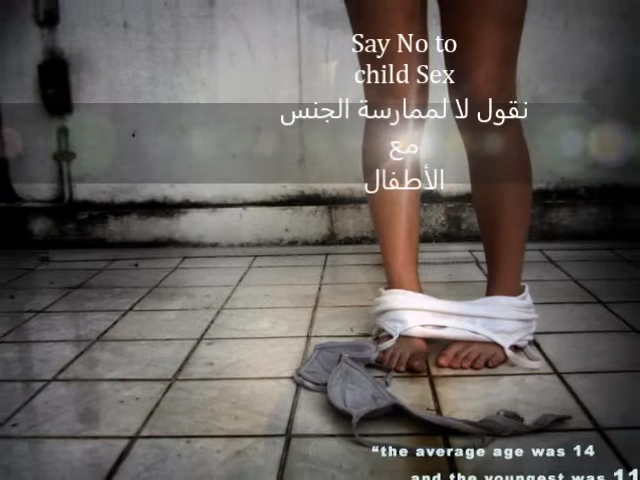 Say No to
child Sex
نقول لا لممارسة الجنس
مع
الأطفال
“the average age was 14
and the youngest was 11